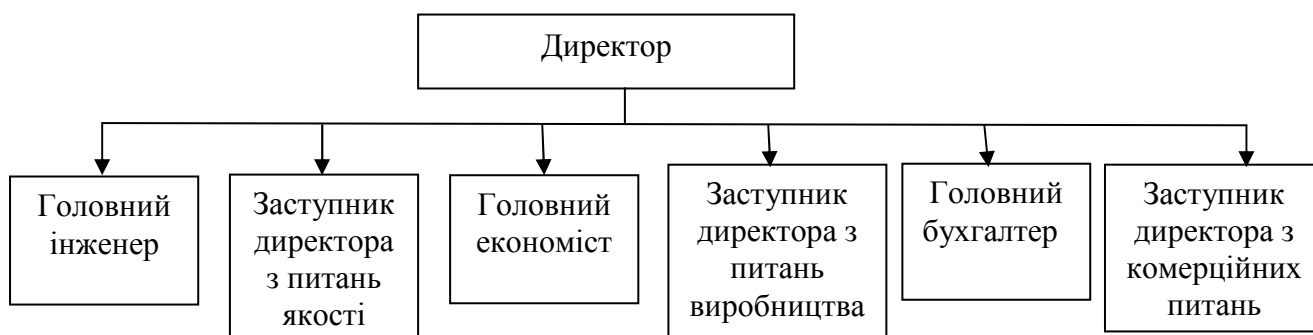 Директор
Головний
інженер
Заступник
директора
з питань
якості
Головний
економіст
Заступник
директора з
питань
виробництва
Головний
бухгалтер
Заступник
директора з
комерційних
питань